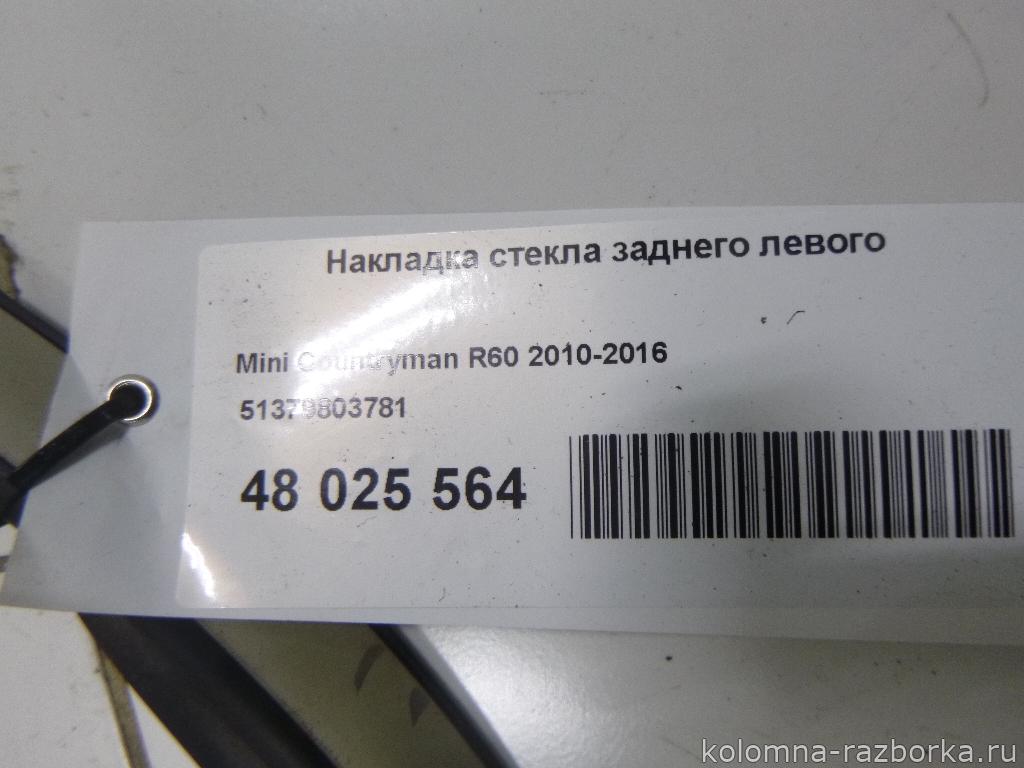 Накладка стекла заднего левого
Mini Countryman R60 2010-2016
51379803781
48 025 564
kolomna-razborka.ru